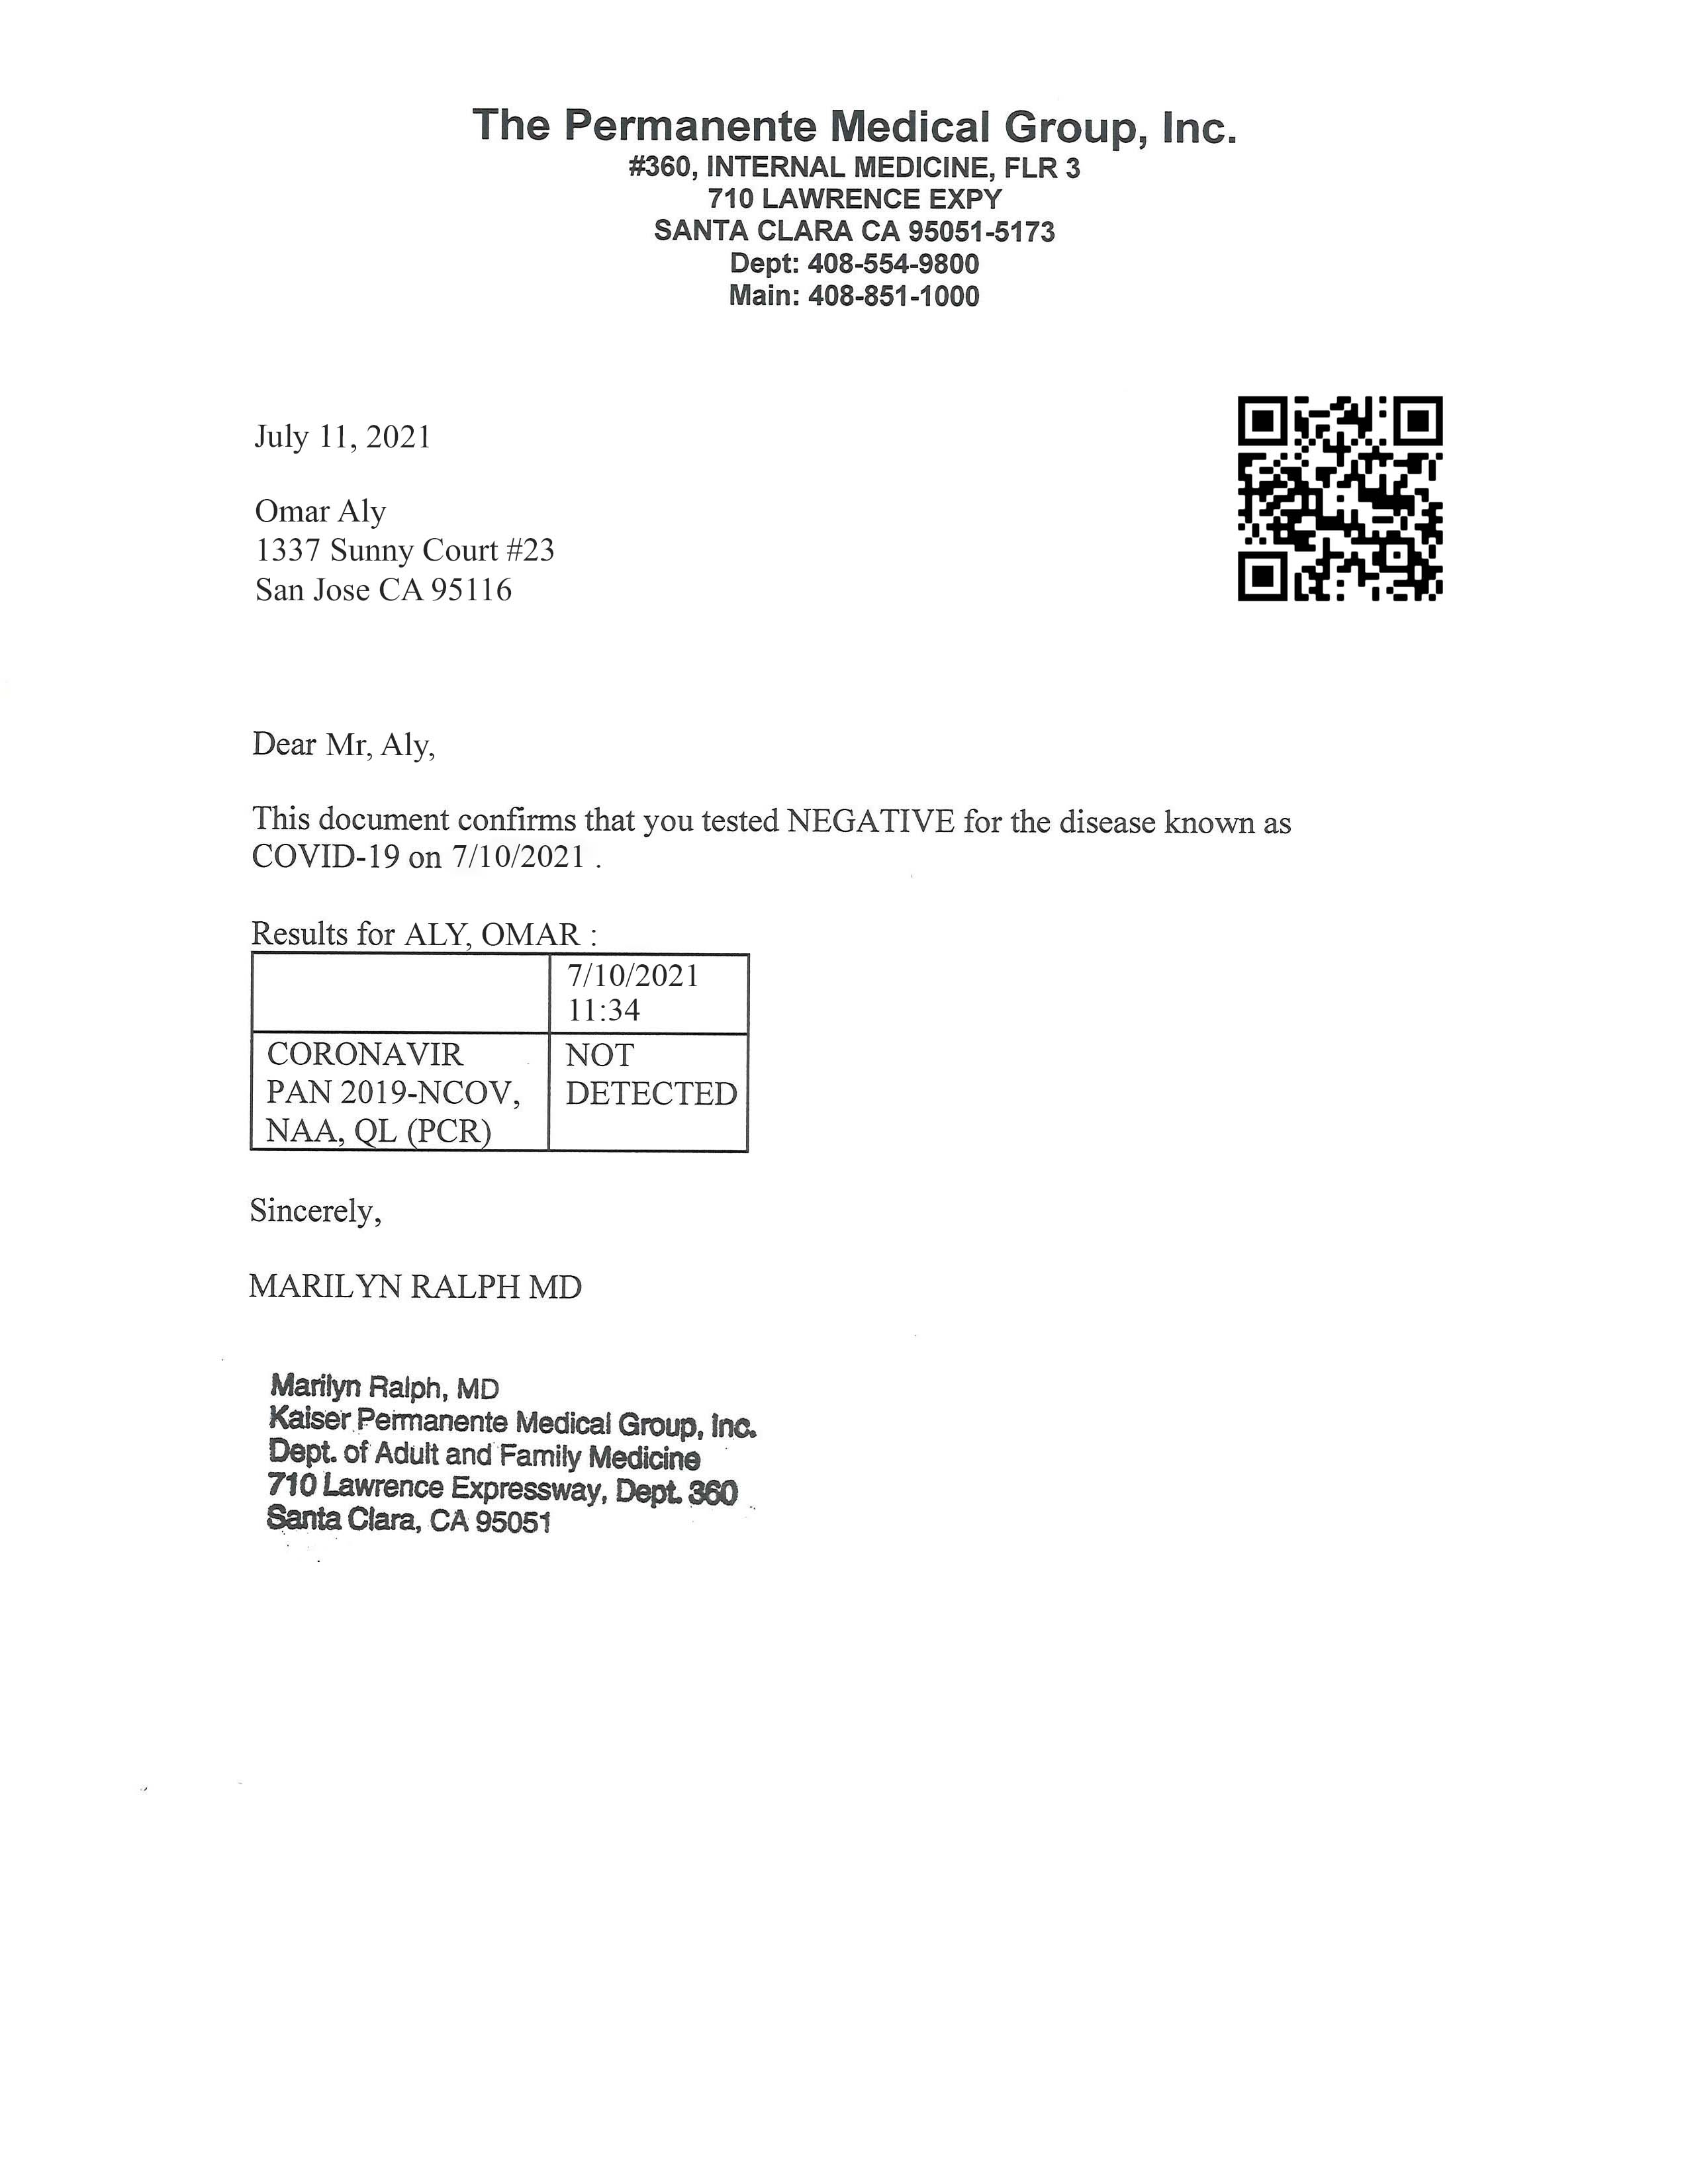 The Permanente Medical Group, Inc.
#360, INTERNAL MEDICINE, FLR 3
710 LAWRENCE EXPY
SANTA CLARA CA 95051-5173
Dept: 408-554-9800
Main: 408-851-1000
July 11, 2021
Omar Aly
1337 Sunny Court #23
San Jose CA 95116
Dear Mr, Aly,
This document confirms that you tested NEGATIVE for the disease known as
COVID-19 on 7/10/2021 .
Results for ALY, OMAR :
7/10/2021
11:34
CORONAVIR NOT
PAN 2019-NCOV, DETECTED
NAA, QL (PCR)
Sincerely,
MARILYN RALPH MD
Marilyn Ralph, MD
Kaiser Permanente Medical Group, Inc.
Dept. of Adult and Family Medicine
710 Lawrence Expressway, Dept. 360
Santa Clara, CA 95051